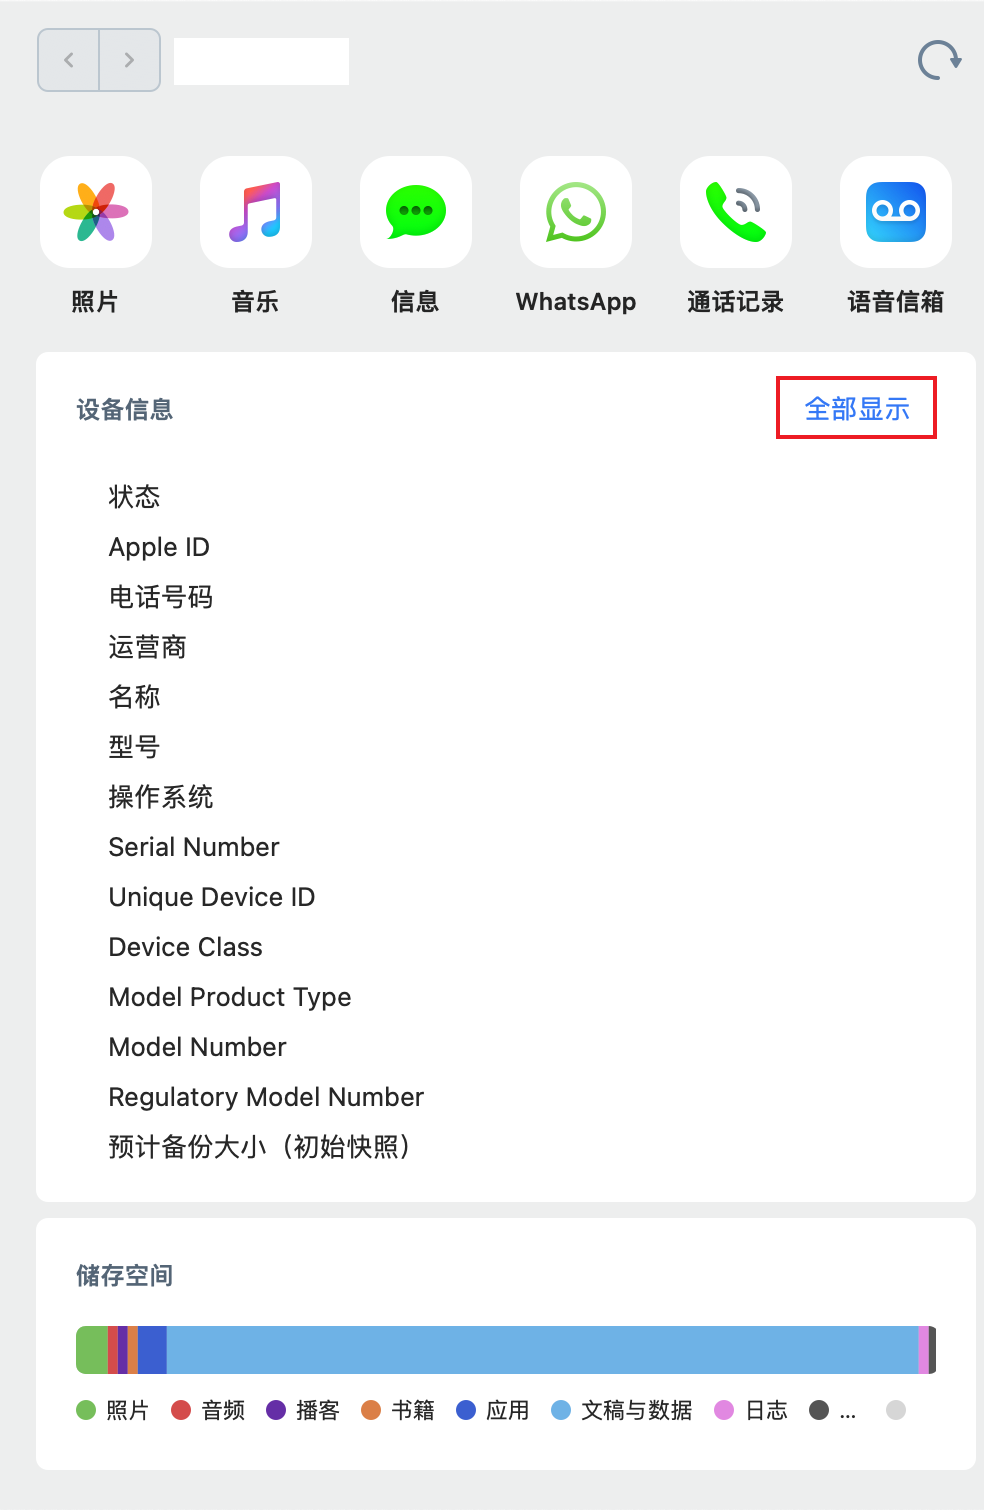 照片 音乐 信息 WhatsApp 通话记录 语音信箱
设备信息 全部显示
状态
Apple ID
电话号码
运营商
名称
型号
操作系统
Serial Number
Unique Device ID
Device Class
Model Product Type
Model Number
Regulatory Model Number
预计备份大小（初始快照）
储存空间
照片 音频 播客 书籍 应用 文稿与数据 日志 ...